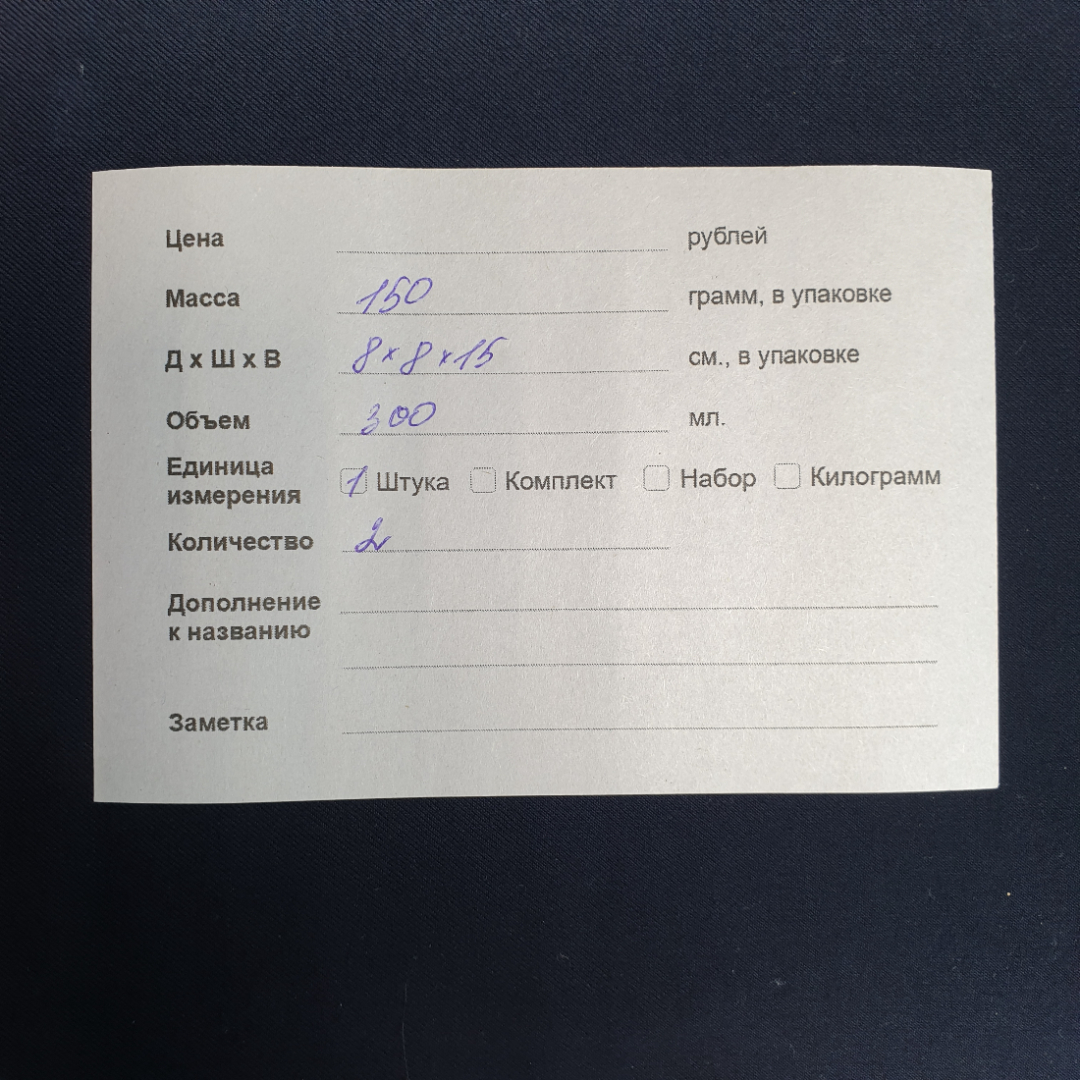 Цена рублей
Масса 150 грамм, в упаковке
Д х Ш х В 8×8×15 см., в упаковке
Объем 300 мл.
Единица
измерения 1 Штука Комплект Набор Килограмм
Количество 2
Дополнение
к названию
Заметка